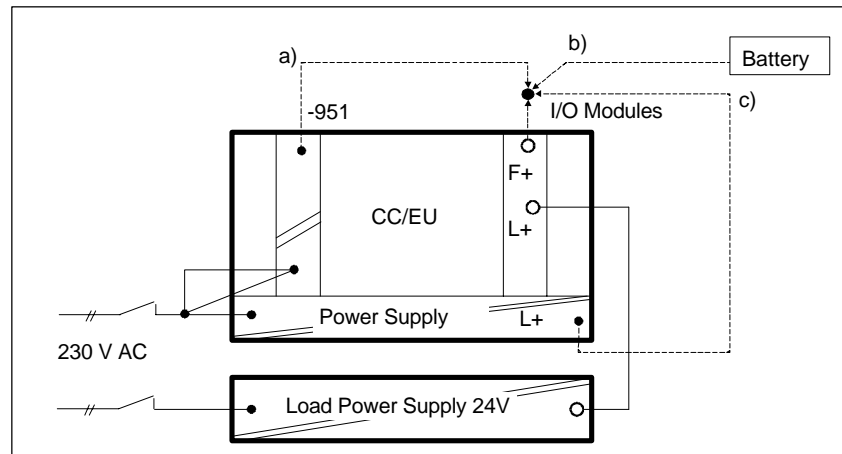 a)
b)
Battery
c)
-951
I/O Modules
F+
CC/EU
L+
Power Supply
L+
230 V AC
Load Power Supply 24V